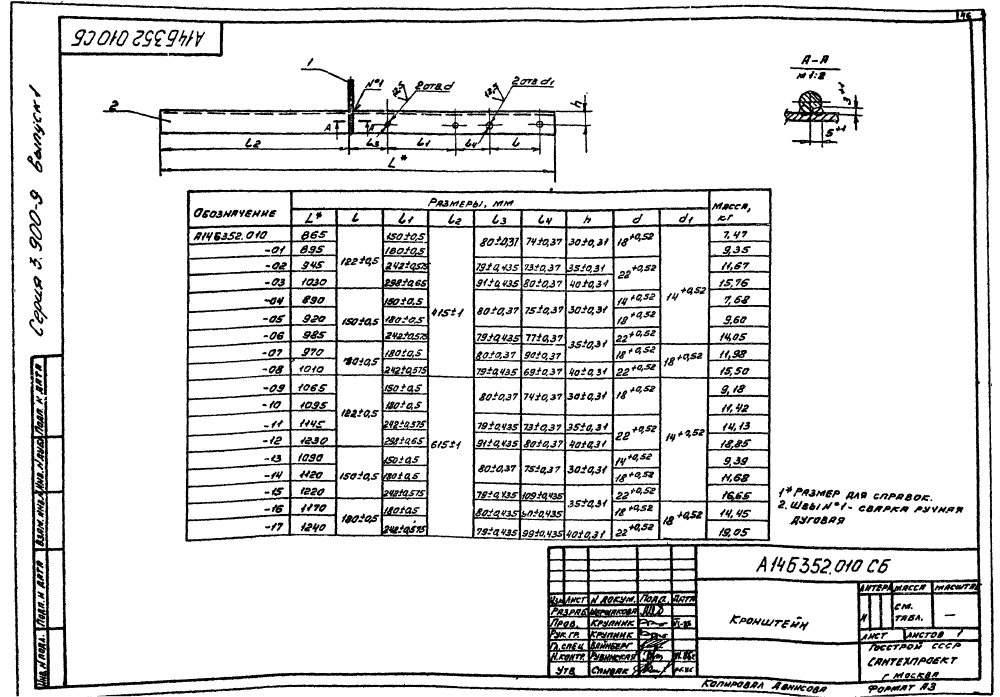 146
А14Б352.010 СБ
Серия 3.900-9 выпуск 1
1
2
№1
12,5
2 отв. d
12,5
2 отв. d1
h
А
А
L2
L3
L1
L4
L
L*
А-А
М 1:2
3+1
5+1
Обозначение
Размеры, мм
Масса, кг
L* L L1 L2 L3 L4 h d d1
А14Б352.010 865 122±0,5 150±0,5 415±1 80±0,37 74±0,37 30±0,31 18+0,52 14+0,52 7,47
-01 895 180±0,5 9,35
-02 945 242±0,575 79±0,435 73±0,37 35±0,31 22+0,52 11,67
-03 1030 298±0,65 91±0,435 80±0,37 40±0,31 15,76
-04 890 150±0,5 150±0,5 80±0,37 75±0,37 30±0,31 14+0,52 7,68
-05 920 180±0,5 18+0,52 9,60
-06 985 242±0,575 79±0,435 77±0,37 35±0,31 22+0,52 14,05
-07 970 180±0,5 180±0,5 80±0,37 90±0,37 18+0,52 18+0,52 11,98
-08 1010 242±0,575 79±0,435 69±0,37 40±0,31 22+0,52 15,50
-09 1065 122±0,5 150±0,5 615±1 80±0,37 74±0,37 30±0,31 18+0,52 14+0,52 9,18
-10 1095 180±0,5 11,42
-11 1145 242±0,575 79±0,435 73±0,37 35±0,31 22+0,52 14,13
-12 1230 298±0,65 91±0,435 80±0,37 40±0,31 18,85
-13 1090 150±0,5 150±0,5 80±0,37 75±0,37 30±0,31 14+0,52 9,39
-14 1120 180±0,5 18+0,52 11,68
-15 1220 242±0,575 79±0,435 109±0,435 35±0,31 22+0,52 16,65
-16 1170 180±0,5 180±0,5 80±0,435 18+0,52 18+0,52 14,45
-17 1240 242±0,575 79±0,435 99±0,435 40±0,31 22+0,52 19,05
1* Размер для справок.
2. Швы №1 - сварка ручная
дуговая
А14Б352.010 СБ
Кронштейн
Литера Масса Масштаб
И см. табл. —
Лист Листов 1
Госстрой СССР
Сантехпроект
г. Москва
Изм Лист № докум. Подп. Дата
Разраб.
Пров. Крупник
Рук. гр. Крупник
Гл. спец. Вайнберг
Н. контр. Рубинская
Утв. Спивак
Копировал Денисова
Формат А3
Инв. № подл. Подп. и дата Взам. инв. № Инв. № дубл. Подп. и дата